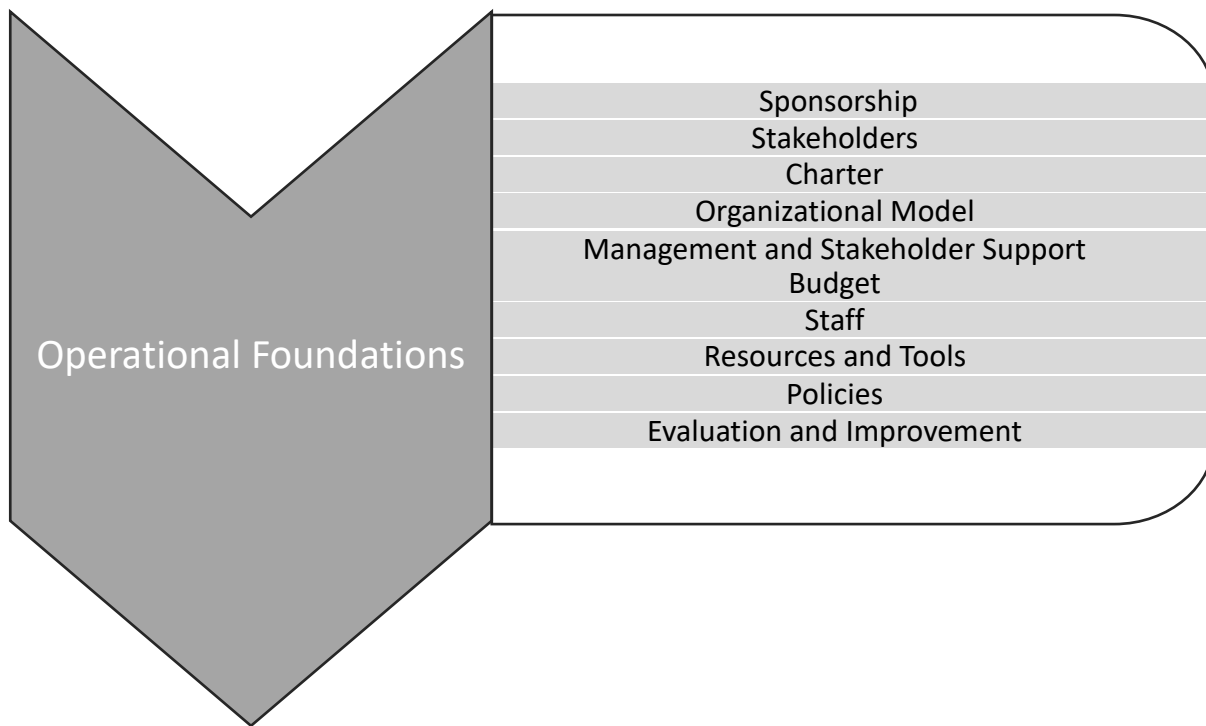 Operational Foundations
Sponsorship
Stakeholders
Charter
Organizational Model
Management and Stakeholder Support
Budget
Staff
Resources and Tools
Policies
Evaluation and Improvement